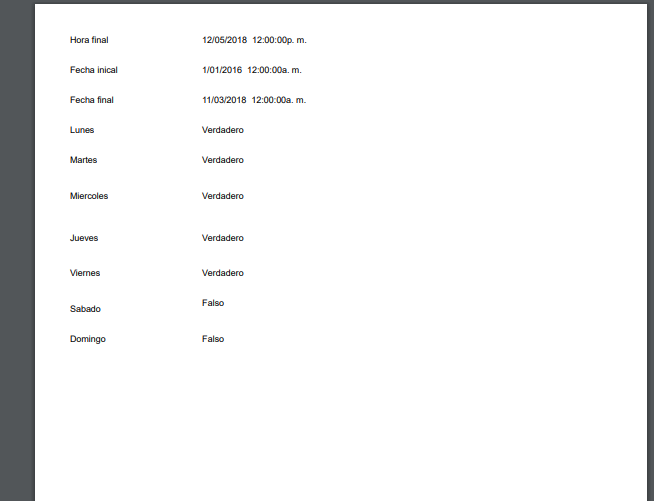 Hora final 12/05/2018 12:00:00p. m.
Fecha inical 1/01/2016 12:00:00a. m.
Fecha final 11/03/2018 12:00:00a. m.
Lunes Verdadero
Martes Verdadero
Miercoles Verdadero
Jueves Verdadero
Viernes Verdadero
Sabado Falso
Domingo Falso